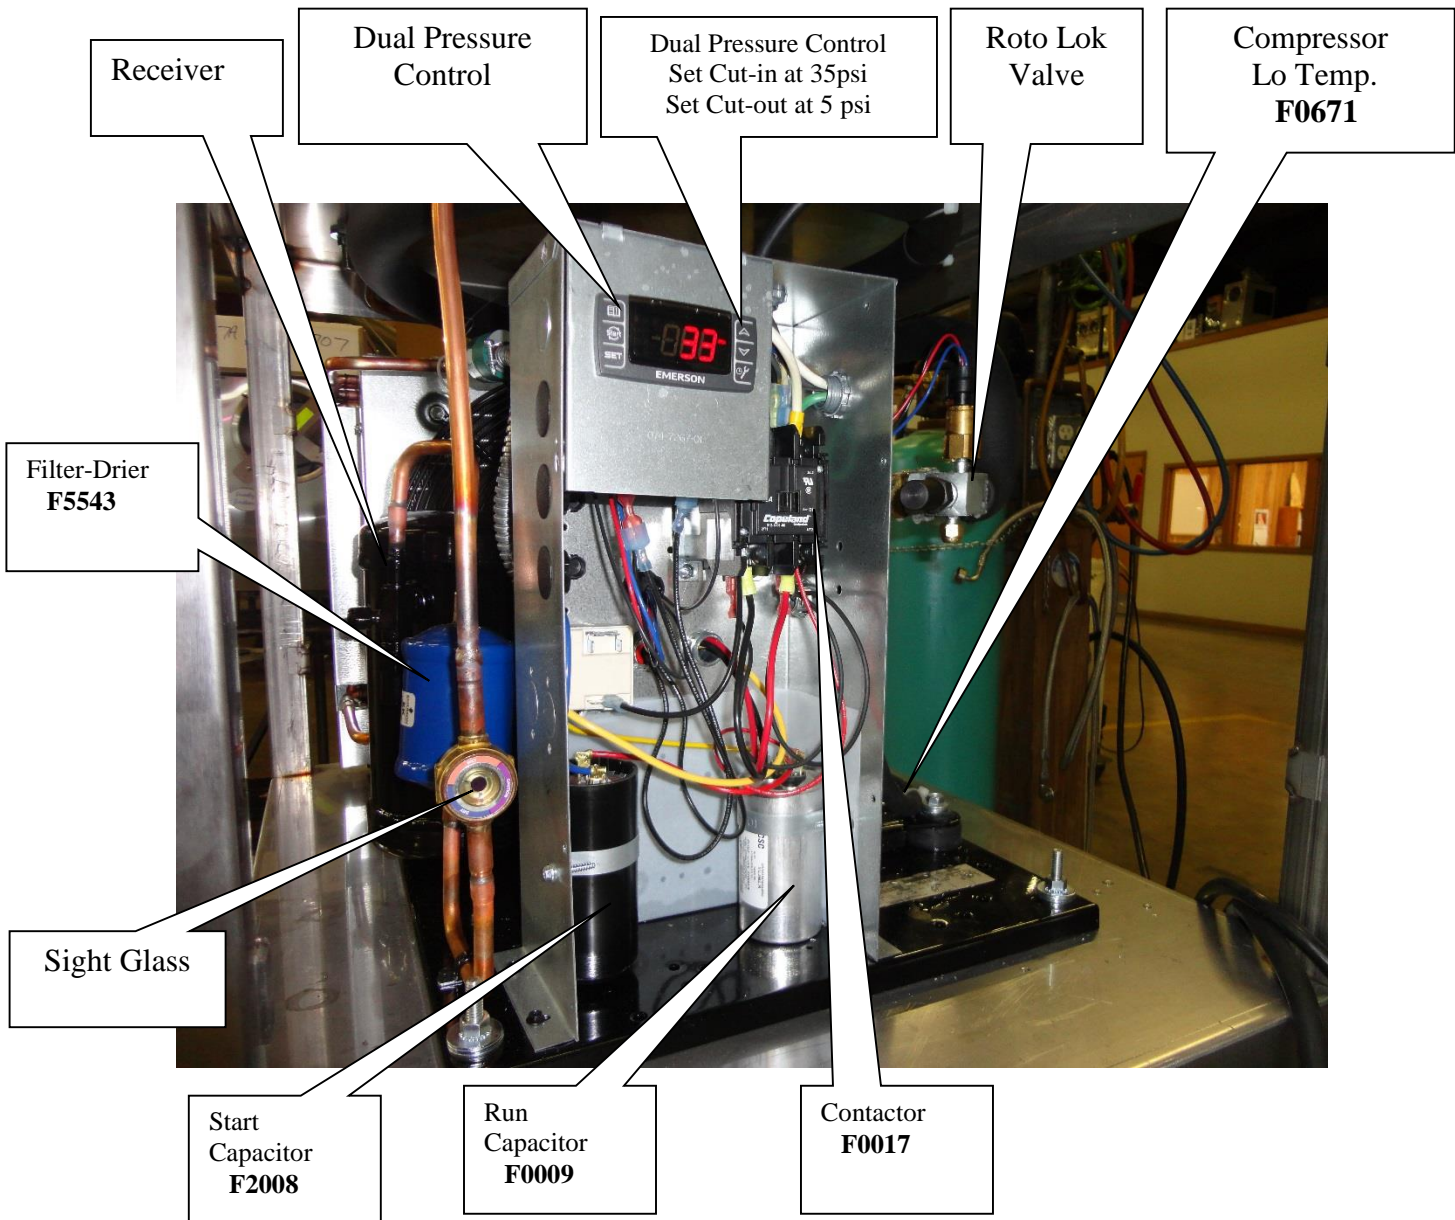 Receiver
Dual Pressure
Control
Dual Pressure Control
Set Cut-in at 35psi
Set Cut-out at 5 psi
Roto Lok
Valve
Compressor
Lo Temp.
F0671
33
SET
EMERSON
Copeland
Filter-Drier
F5543
Sight Glass
Start
Capacitor
F2008
Run
Capacitor
F0009
Contactor
F0017